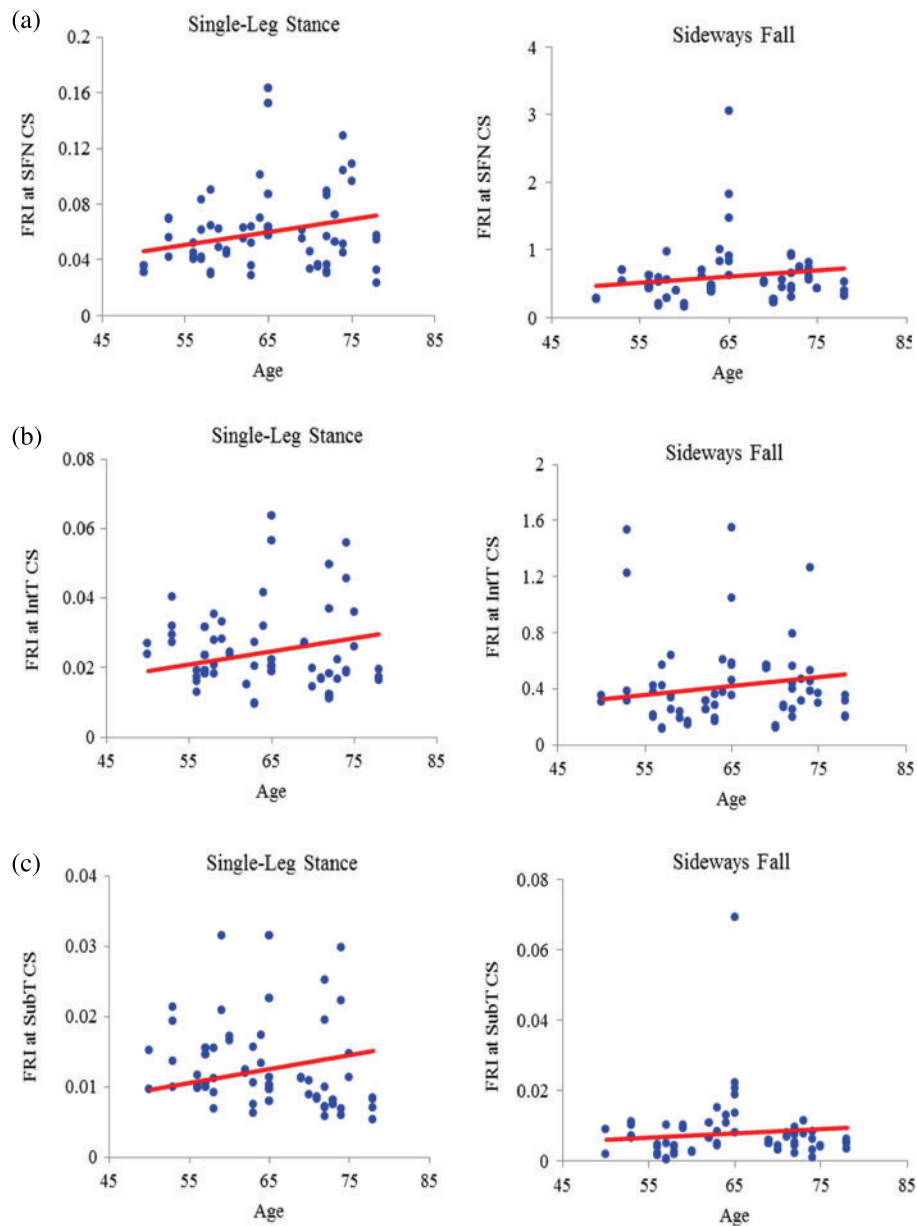 (a)
Single-Leg Stance
0.2
0.16
0.12
0.08
0.04
0
FRI at SFN CS
45 55 65 75 85
Age
Sideways Fall
4
3
2
1
0
FRI at SFN CS
45 55 65 75 85
Age
(b)
Single-Leg Stance
0.08
0.06
0.04
0.02
0
FRI at IntT CS
45 55 65 75 85
Age
Sideways Fall
2
1.6
1.2
0.8
0.4
0
FRI at IntT CS
45 55 65 75 85
Age
(c)
Single-Leg Stance
0.04
0.03
0.02
0.01
0
FRI at SubT CS
45 55 65 75 85
Age
Sideways Fall
0.08
0.06
0.04
0.02
0
FRI at SubT CS
45 55 65 75 85
Age